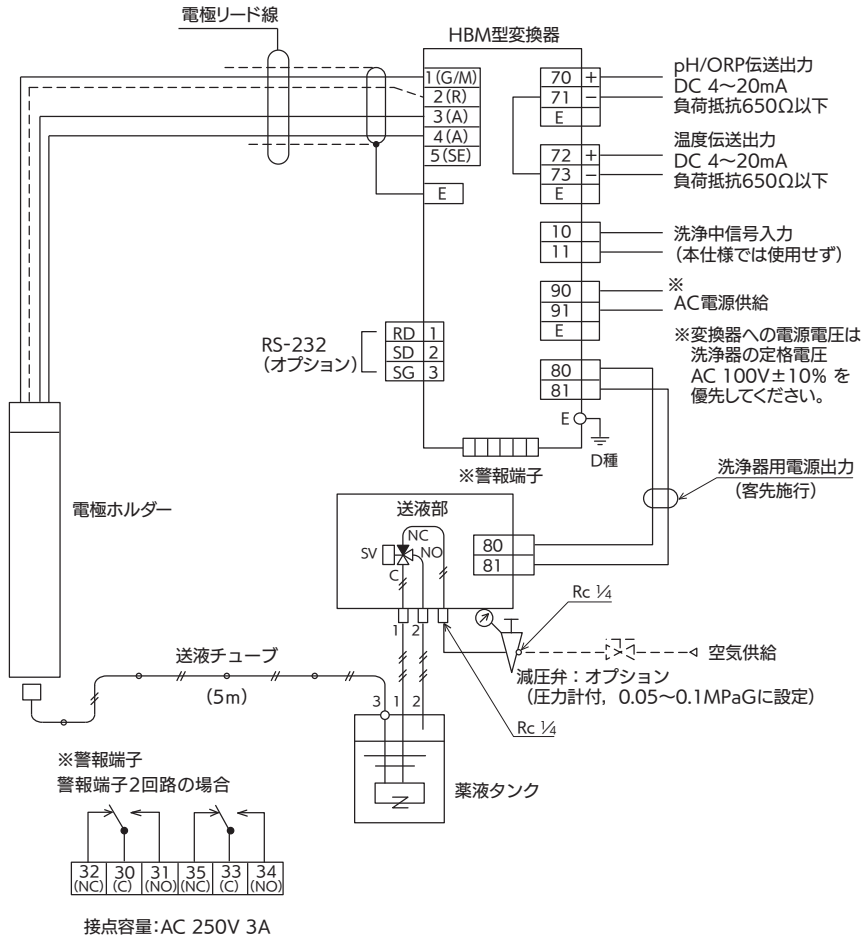 電極リード線
HBM型変換器
1(G/M)
2(R)
3(A)
4(A)
5(SE)
E
70 +
71 −
E
pH/ORP伝送出力
DC 4～20mA
負荷抵抗650Ω以下
72 +
73 −
E
温度伝送出力
DC 4～20mA
負荷抵抗650Ω以下
10
11
洗浄中信号入力
(本仕様では使用せず)
90
91
E
※
AC電源供給
※変換器への電源電圧は
洗浄器の定格電圧
AC 100V±10% を
優先してください。
RS-232
(オプション)
RD 1
SD 2
SG 3
80
81
E
D種
※警報端子
洗浄器用電源出力
(客先施行)
電極ホルダー
送液部
NC
SV
NO
C
80
81
1 2
Rc ¼
空気供給
減圧弁：オプション
(圧力計付，0.05～0.1MPaGに設定)
Rc ¼
送液チューブ
(5m)
3 1 2
薬液タンク
※警報端子
警報端子2回路の場合
32 30 31 35 33 34
(NC) (C) (NO) (NC) (C) (NO)
接点容量:AC 250V 3A